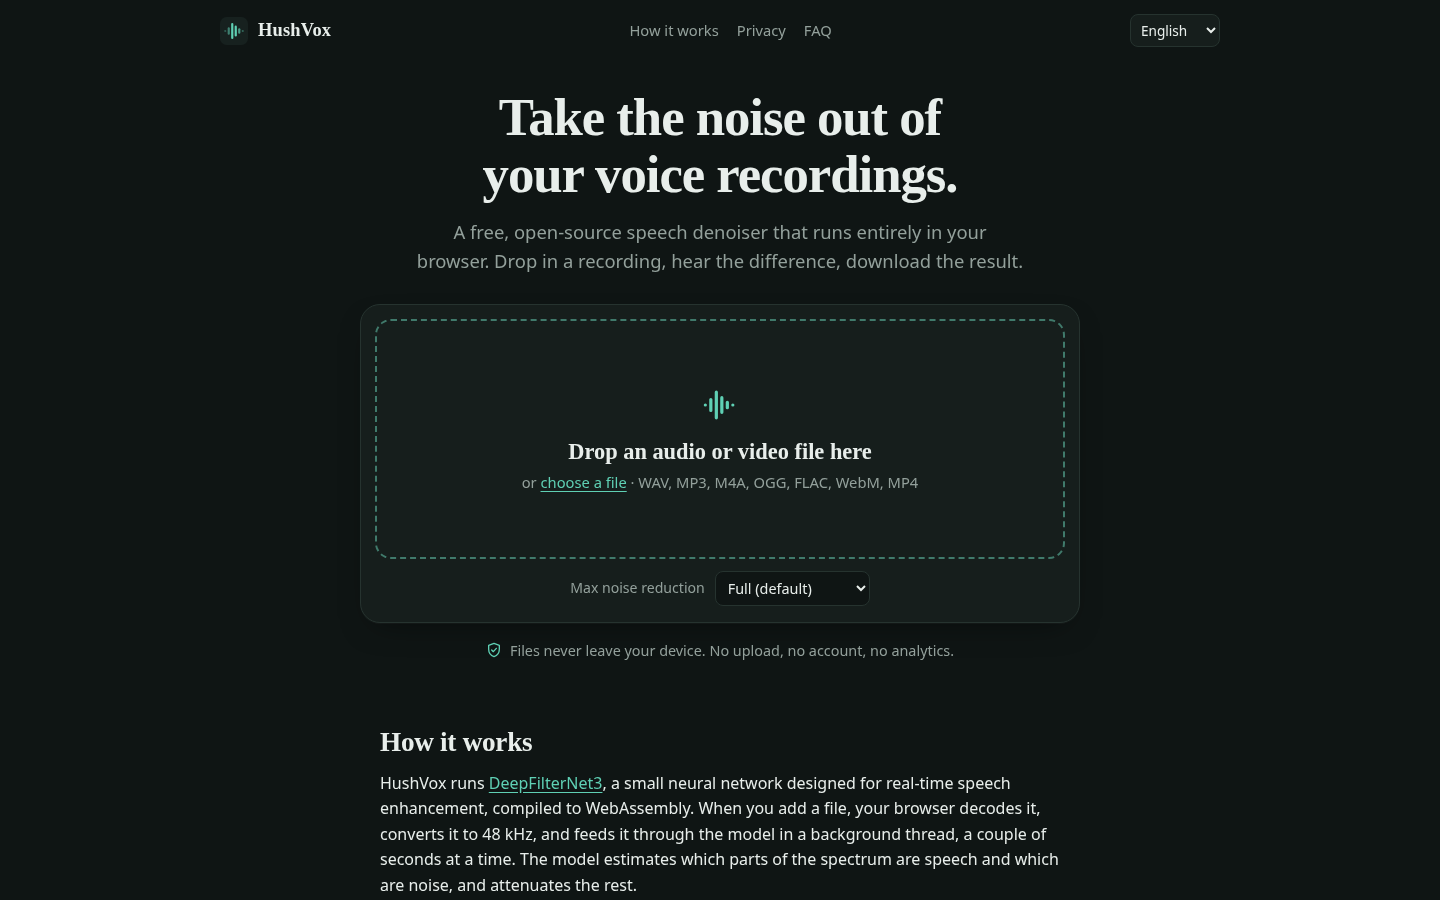 HushVox
How it works
Privacy
FAQ
English
Take the noise out of
your voice recordings.
A free, open-source speech denoiser that runs entirely in your
browser. Drop in a recording, hear the difference, download the result.
Drop an audio or video file here
or choose a file · WAV, MP3, M4A, OGG, FLAC, WebM, MP4
Max noise reduction
Full (default)
Files never leave your device. No upload, no account, no analytics.
How it works
HushVox runs DeepFilterNet3, a small neural network designed for real-time speech
enhancement, compiled to WebAssembly. When you add a file, your browser decodes it,
converts it to 48 kHz, and feeds it through the model in a background thread, a couple of
seconds at a time. The model estimates which parts of the spectrum are speech and which
are noise, and attenuates the rest.